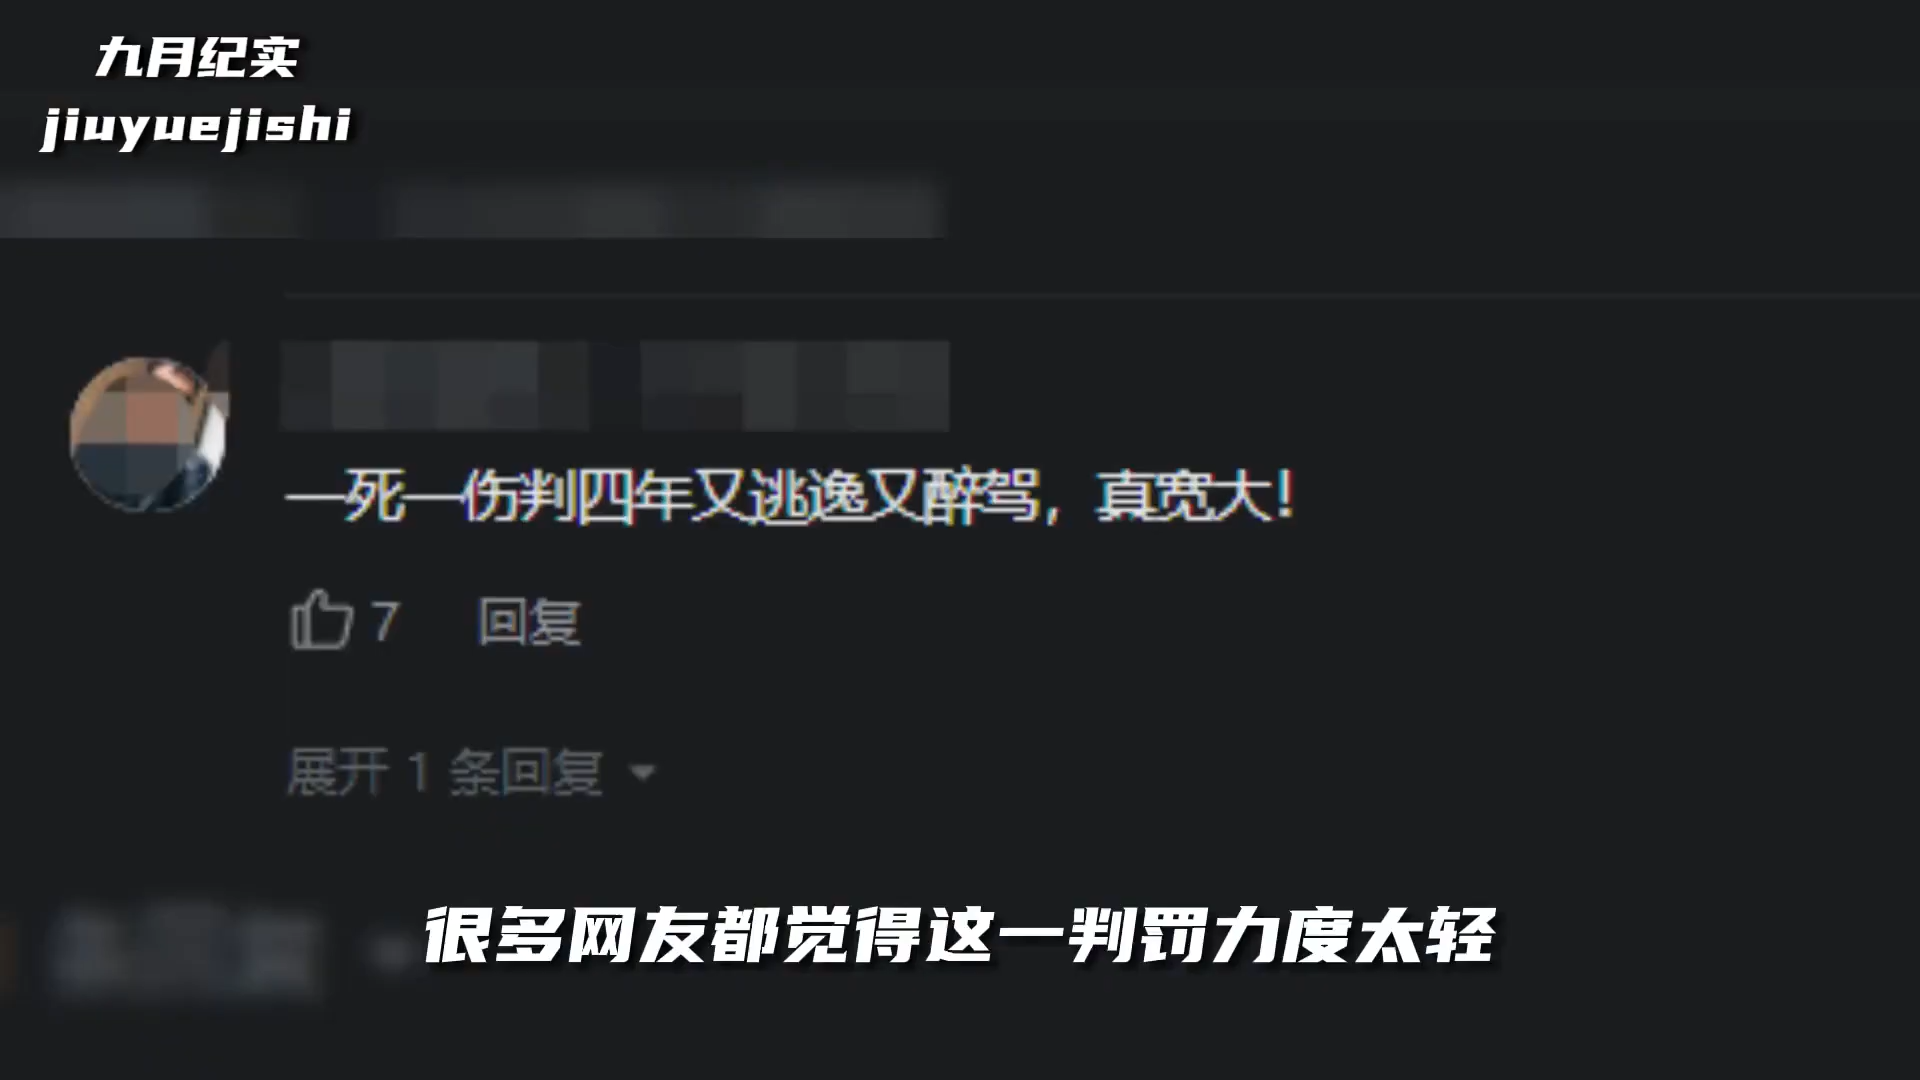 九月纪实
jiuyuejishi
一死一伤判四年又逃逸又醉驾，真宽大！
7 回复
展开 1 条回复
很多网友都觉得这一判罚力度太轻